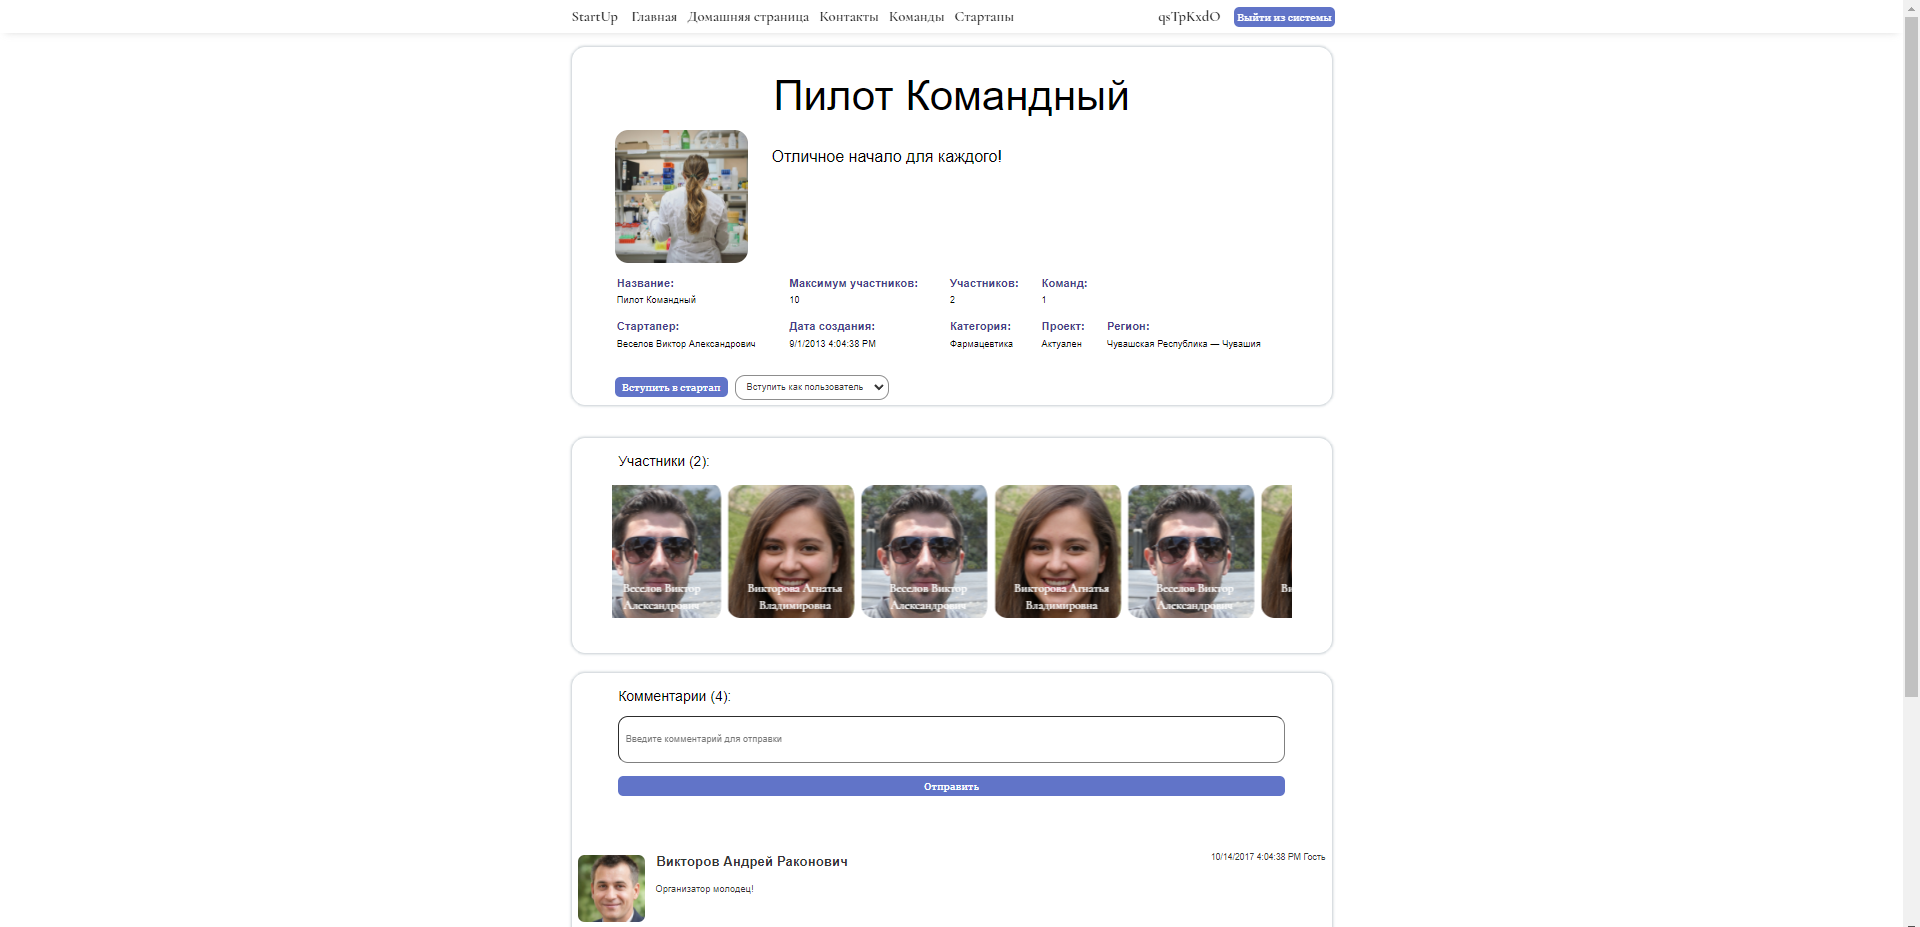 StartUp Главная Домашняя страница Контакты Команды Стартапы qsTpKxdO Выйти из системы
Пилот Командный
Отличное начало для каждого!
Название: Максимум участников: Участников: Команд:
Пилот Командный 10 2 1
Стартапер: Дата создания: Категория: Проект: Регион:
Веселов Виктор Александрович 9/1/2013 4:04:38 PM Фармацевтика Актуален Чувашская Республика — Чувашия
Вступить в стартап Вступить как пользователь
Участники (2):
Веселов Виктор Викторова Агнатья Веселов Виктор Викторова Агнатья Веселов Виктор Ви
Александрович Владимировна Александрович Владимировна Александрович
Комментарии (4):
Введите комментарий для отправки
Отправить
Викторов Андрей Раконович 10/14/2017 4:04:38 PM Гость
Организатор молодец!